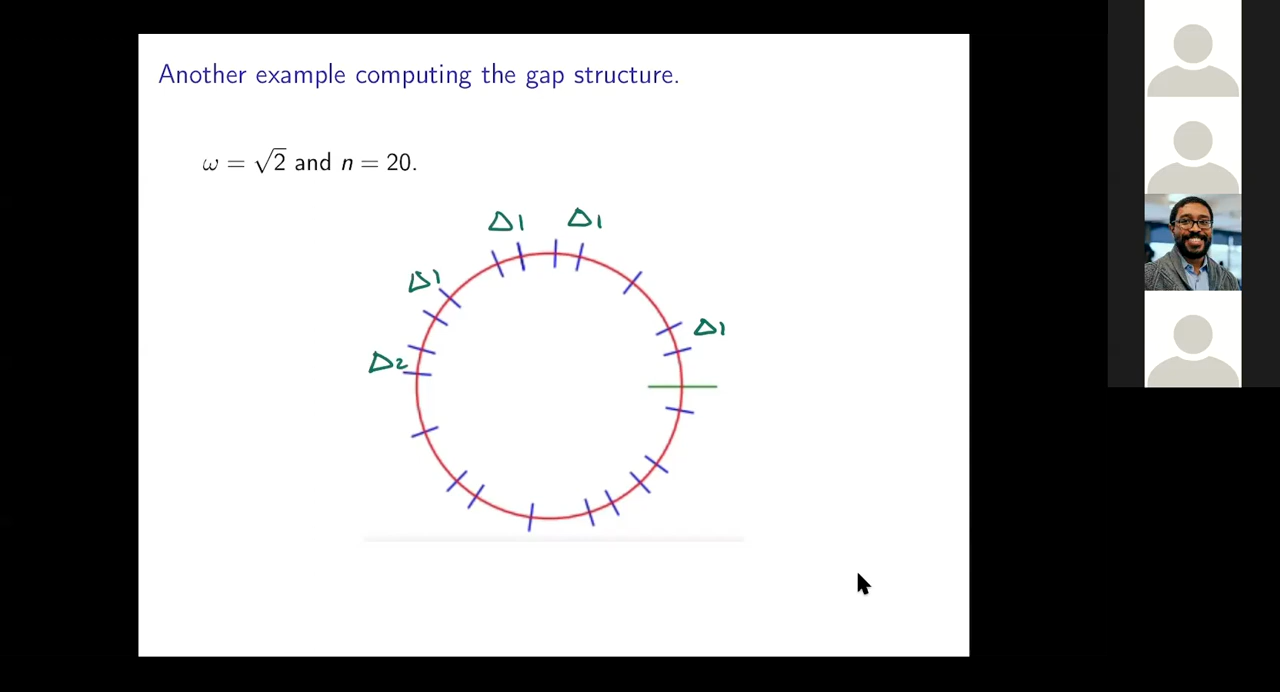 Another example computing the gap structure.
ω = √2 and n = 20.
Δ1 Δ1
Δ1
Δ1
Δ2